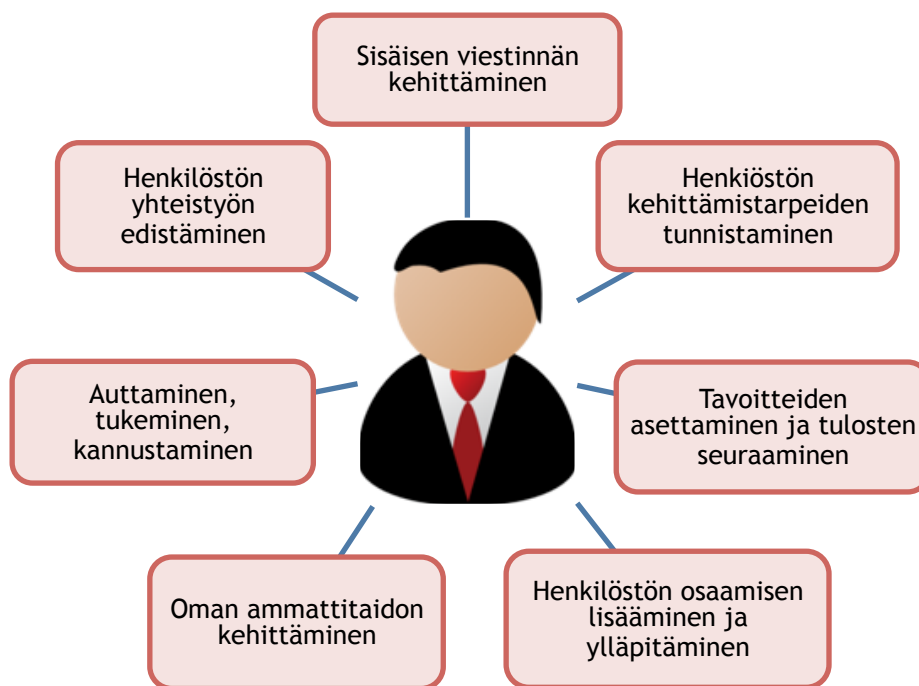 Sisäisen viestinnän
kehittäminen
Henkilöstön
yhteistyön
edistäminen
Henkiöstön
kehittämistarpeiden
tunnistaminen
Auttaminen,
tukeminen,
kannustaminen
Tavoitteiden
asettaminen ja tulosten
seuraaminen
Oman ammattitaidon
kehittäminen
Henkilöstön osaamisen
lisääminen ja
ylläpitäminen